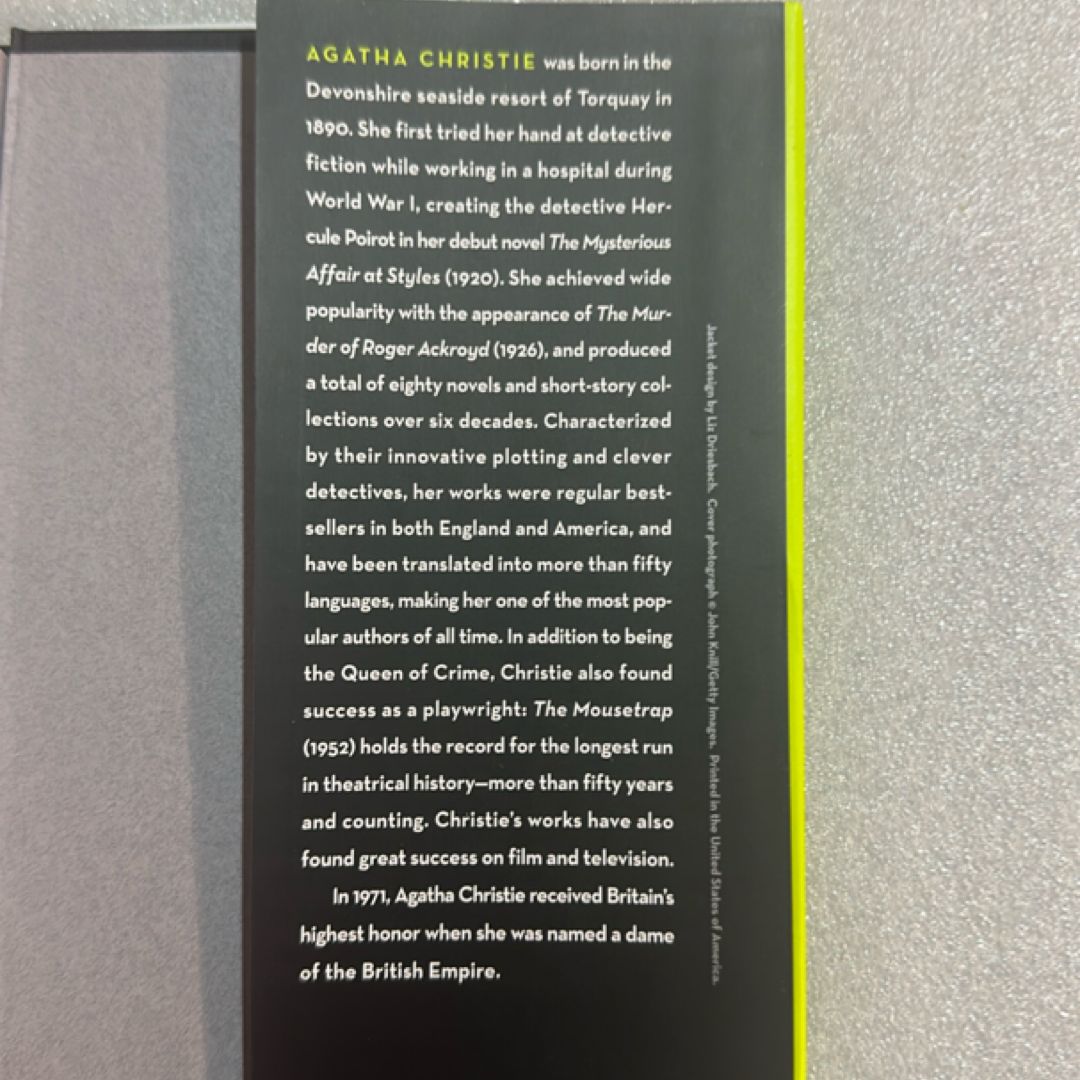 AGATHA CHRISTIE was born in the
Devonshire seaside resort of Torquay in
1890. She first tried her hand at detective
fiction while working in a hospital during
World War I, creating the detective Her-
cule Poirot in her debut novel The Mysterious
Affair at Styles (1920). She achieved wide
popularity with the appearance of The Mur-
der of Roger Ackroyd (1926), and produced
a total of eighty novels and short-story col-
lections over six decades. Characterized
by their innovative plotting and clever
detectives, her works were regular best-
sellers in both England and America, and
have been translated into more than fifty
languages, making her one of the most pop-
ular authors of all time. In addition to being
the Queen of Crime, Christie also found
success as a playwright: The Mousetrap
(1952) holds the record for the longest run
in theatrical history—more than fifty years
and counting. Christie's works have also
found great success on film and television.
In 1971, Agatha Christie received Britain's
highest honor when she was named a dame
of the British Empire.
Jacket design by Liz Driesbach. Cover photograph © John Knill/Getty Images. Printed in the United States of America.